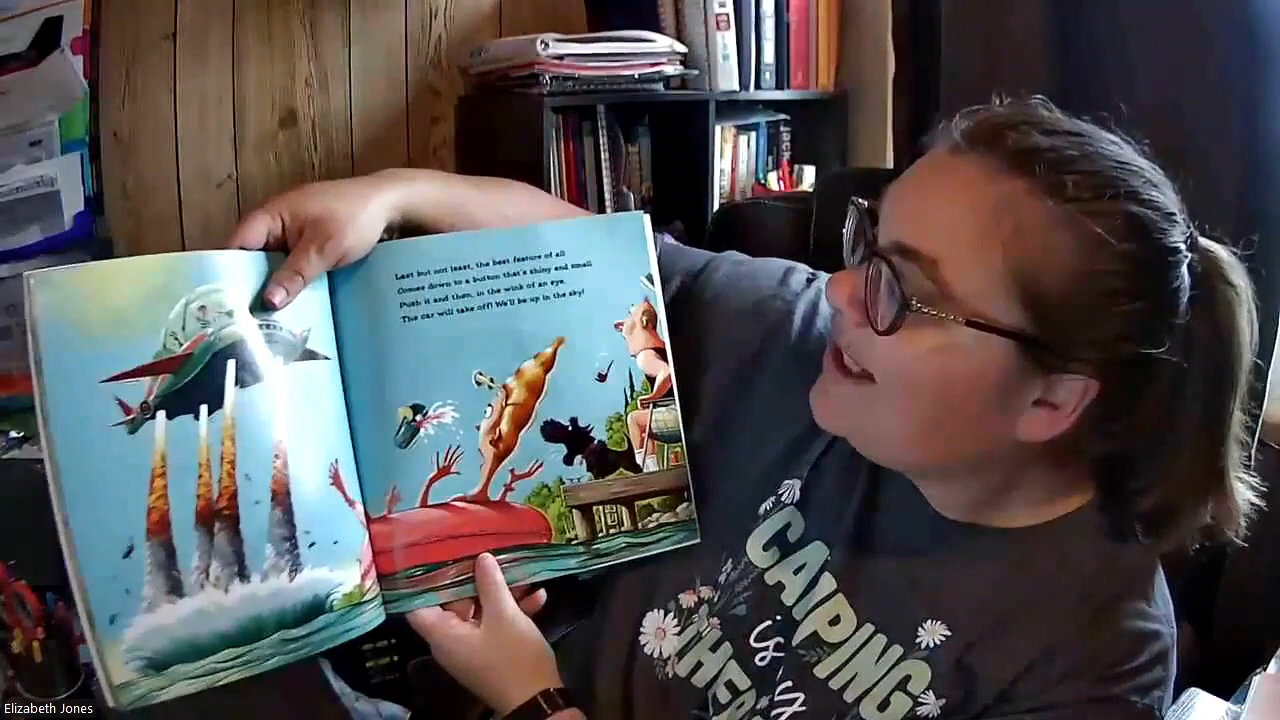 Last but not least, the best feature of all
Comes down to a button that's shiny and small
Push it and then, in the wink of an eye,
The car will take off! We'll be up in the sky!
CAMPING
is
Elizabeth Jones